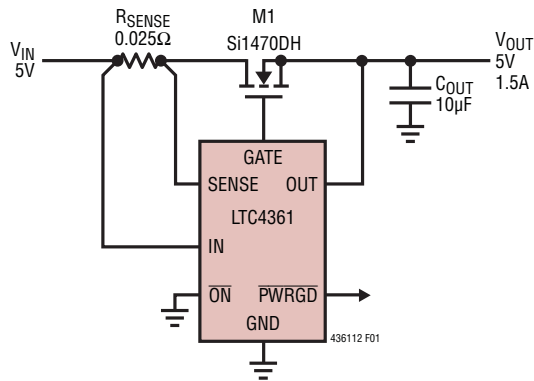 RSENSE
0.025Ω
M1
Si1470DH
VIN
5V
VOUT
5V
1.5A
COUT
10µF
GATE
SENSE OUT
LTC4361
IN
ON PWRGD
GND
436112 F01